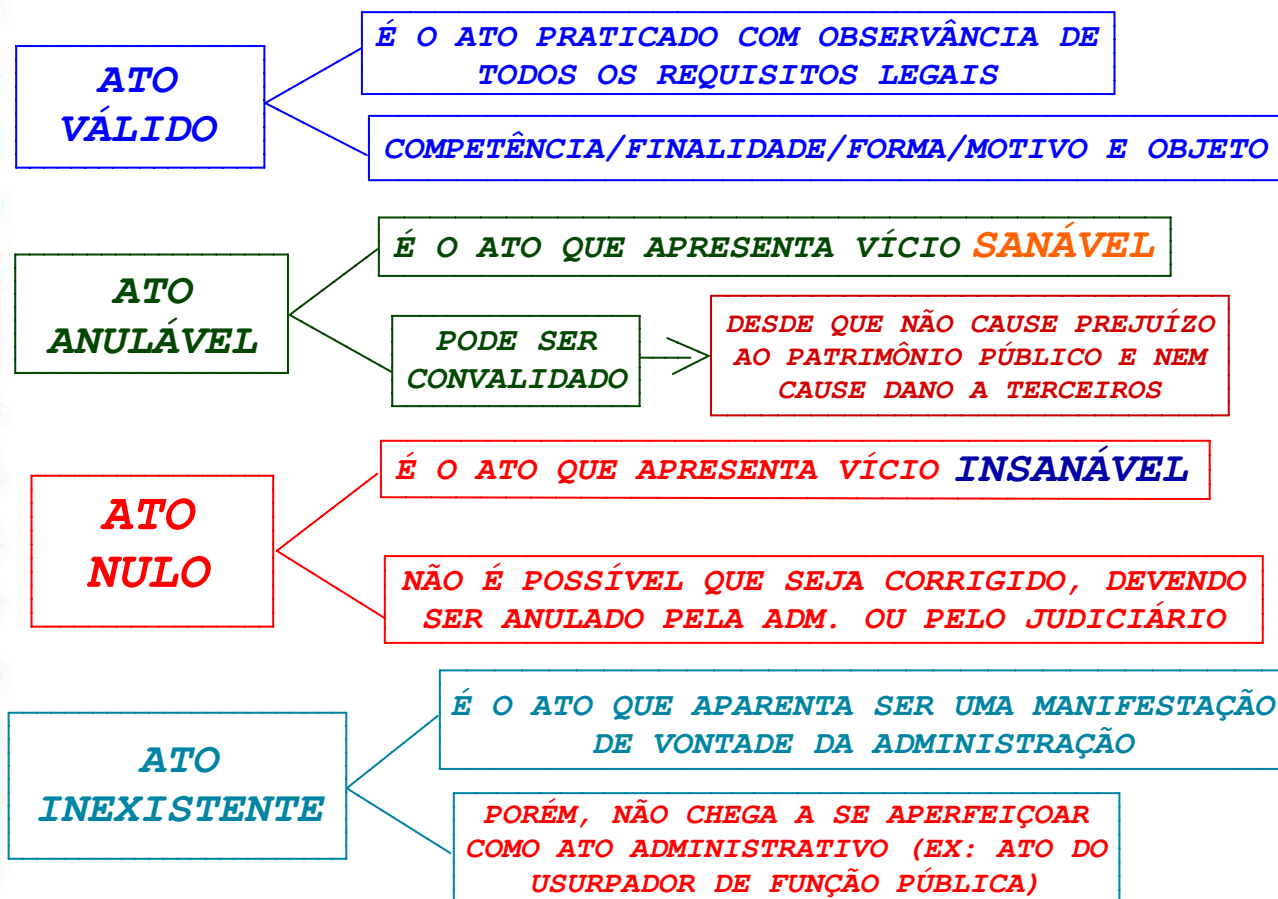 ATO
VÁLIDO
É O ATO PRATICADO COM OBSERVÂNCIA DE
TODOS OS REQUISITOS LEGAIS
COMPETÊNCIA/FINALIDADE/FORMA/MOTIVO E OBJETO
ATO
ANULÁVEL
É O ATO QUE APRESENTA VÍCIO SANÁVEL
PODE SER
CONVALIDADO
DESDE QUE NÃO CAUSE PREJUÍZO
AO PATRIMÔNIO PÚBLICO E NEM
CAUSE DANO A TERCEIROS
ATO
NULO
É O ATO QUE APRESENTA VÍCIO INSANÁVEL
NÃO É POSSÍVEL QUE SEJA CORRIGIDO, DEVENDO
SER ANULADO PELA ADM. OU PELO JUDICIÁRIO
ATO
INEXISTENTE
É O ATO QUE APARENTA SER UMA MANIFESTAÇÃO
DE VONTADE DA ADMINISTRAÇÃO
PORÉM, NÃO CHEGA A SE APERFEIÇOAR
COMO ATO ADMINISTRATIVO (EX: ATO DO
USURPADOR DE FUNÇÃO PÚBLICA)